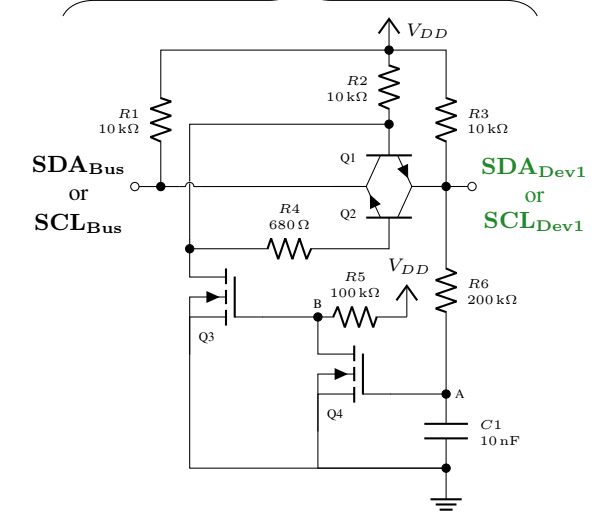 V_DD
R1
10 kΩ
R2
10 kΩ
R3
10 kΩ
Q1
Q2
SDA_Bus
or
SCL_Bus
SDA_Dev1
or
SCL_Dev1
R4
680 Ω
V_DD
R5
100 kΩ
R6
200 kΩ
B
Q3
Q4
A
C1
10 nF